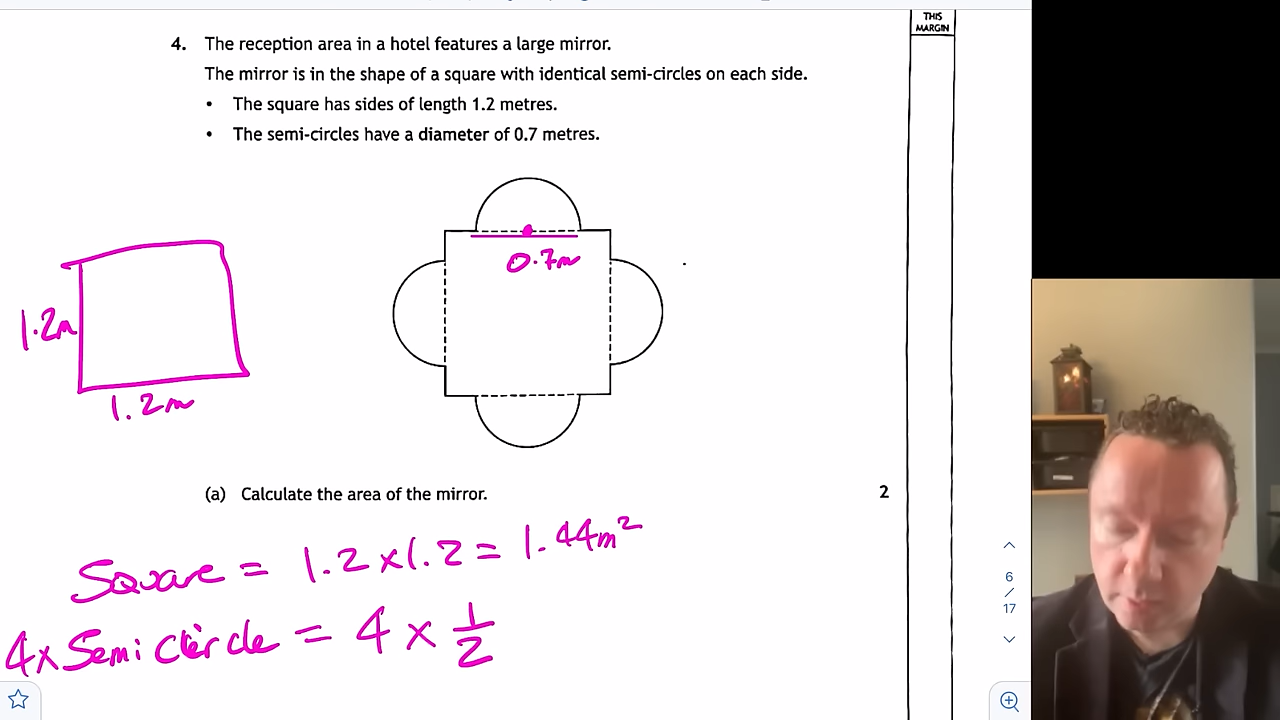 THIS
MARGIN
4. The reception area in a hotel features a large mirror.
The mirror is in the shape of a square with identical semi-circles on each side.
• The square has sides of length 1.2 metres.
• The semi-circles have a diameter of 0.7 metres.
0.7m
1.2m
1.2m
(a) Calculate the area of the mirror.
2
Square = 1.2 x 1.2 = 1.44m²
4x Semi circle = 4 x 1/2
6
/
17